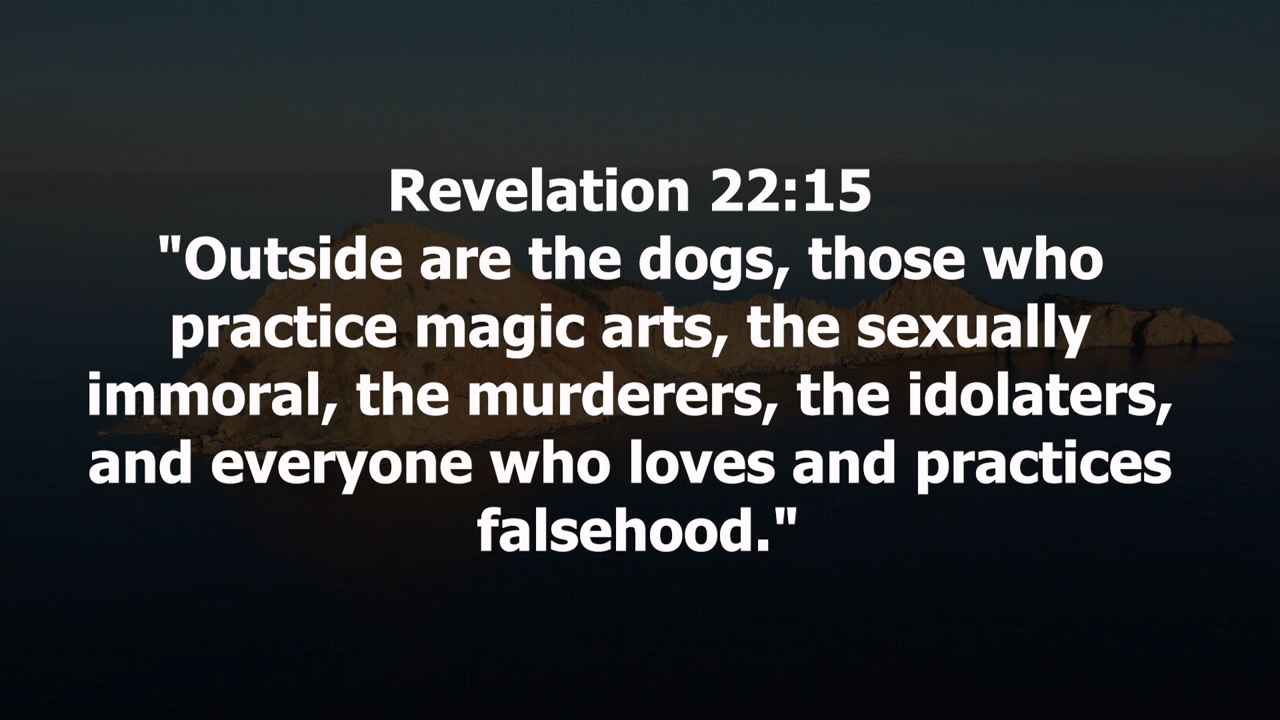 Revelation 22:15
"Outside are the dogs, those who
practice magic arts, the sexually
immoral, the murderers, the idolaters,
and everyone who loves and practices
falsehood."